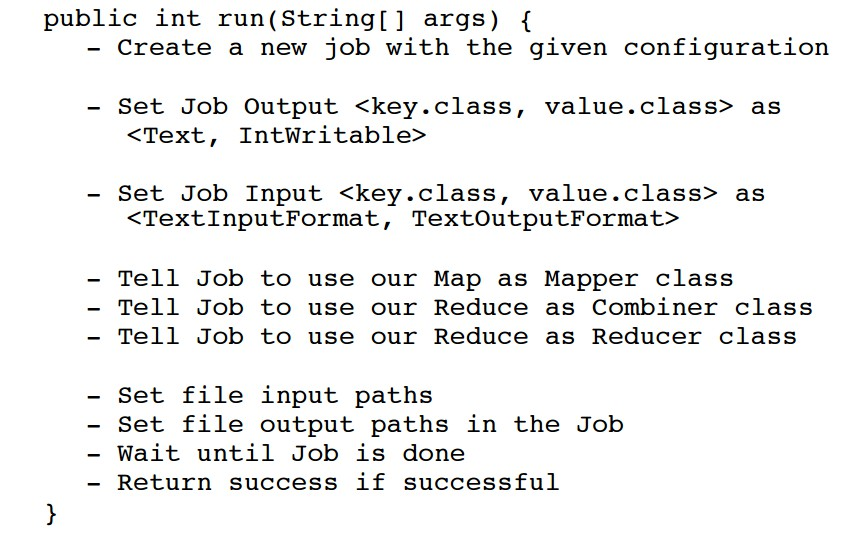 public int run(String[] args) {
– Create a new job with the given configuration
– Set Job Output <key.class, value.class> as
<Text, IntWritable>
– Set Job Input <key.class, value.class> as
<TextInputFormat, TextOutputFormat>
– Tell Job to use our Map as Mapper class
– Tell Job to use our Reduce as Combiner class
– Tell Job to use our Reduce as Reducer class
– Set file input paths
– Set file output paths in the Job
– Wait until Job is done
– Return success if successful
}